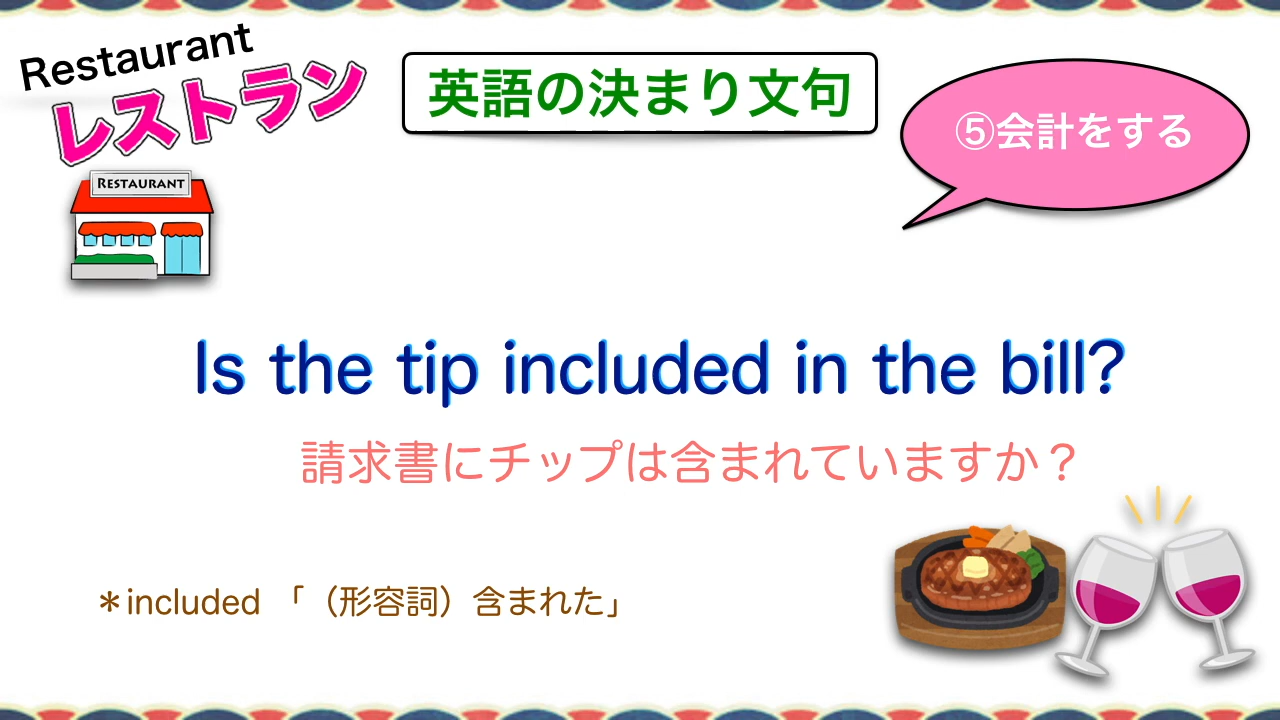 Restaurant
レストラン
RESTAURANT
英語の決まり文句
⑤会計をする
Is the tip included in the bill?
請求書にチップは含まれていますか？
＊included 「（形容詞）含まれた」